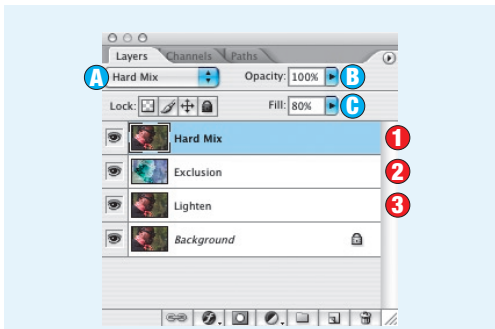 Layers Channels Paths
A Hard Mix Opacity: 100% B
Lock: Fill: 80% C
Hard Mix 1
Exclusion 2
Lighten 3
Background